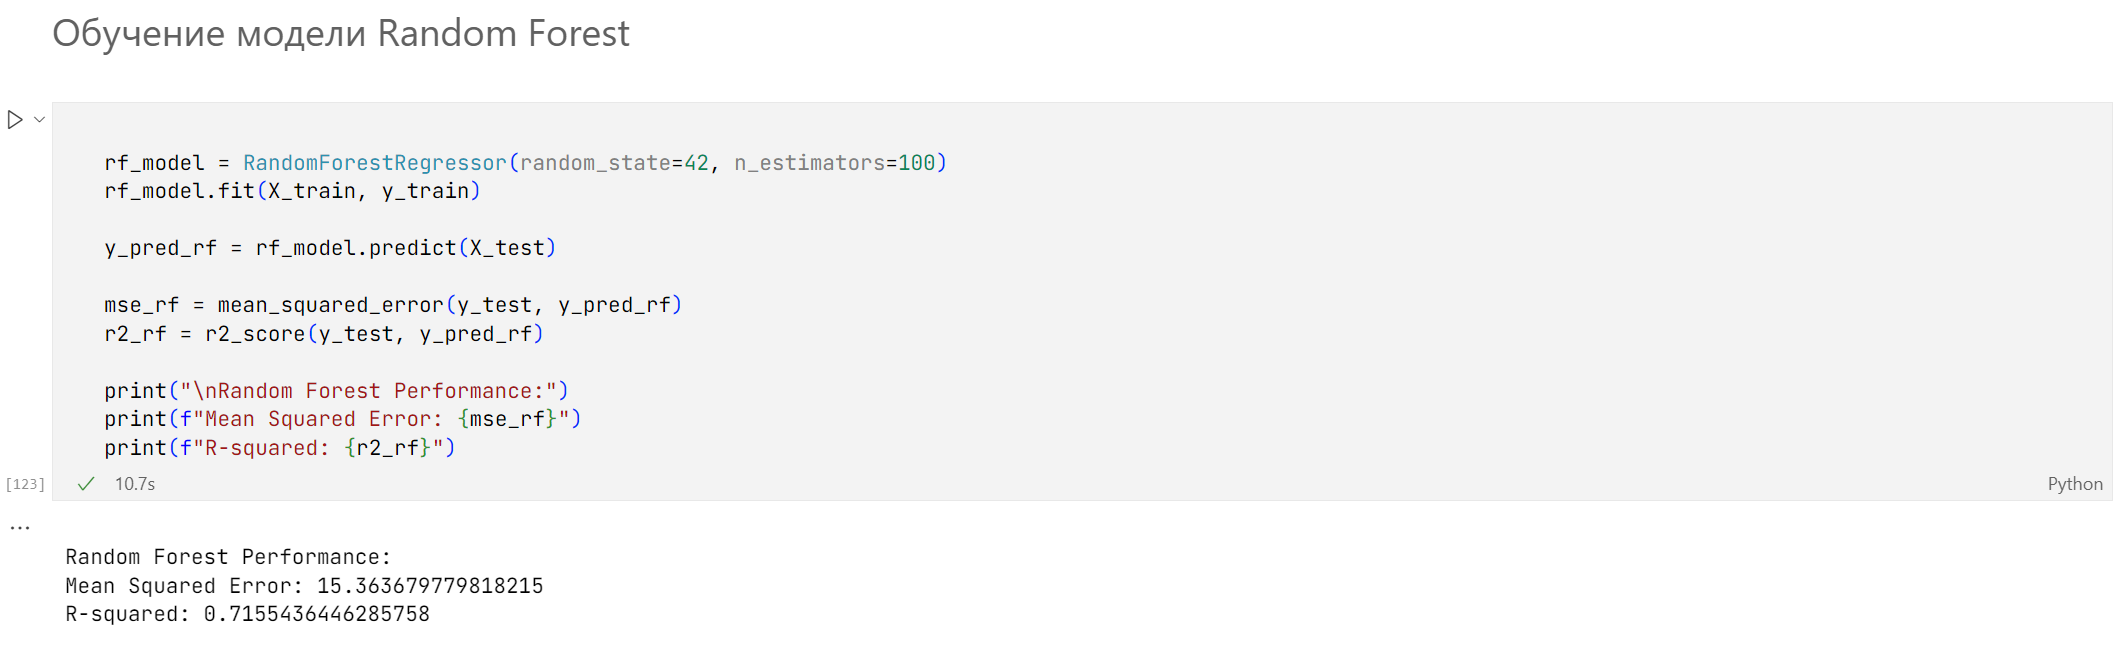 Обучение модели Random Forest
rf_model = RandomForestRegressor(random_state=42, n_estimators=100)
rf_model.fit(X_train, y_train)
y_pred_rf = rf_model.predict(X_test)
mse_rf = mean_squared_error(y_test, y_pred_rf)
r2_rf = r2_score(y_test, y_pred_rf)
print("\nRandom Forest Performance:")
print(f"Mean Squared Error: {mse_rf}")
print(f"R-squared: {r2_rf}")
[123] 10.7s Python
...
Random Forest Performance:
Mean Squared Error: 15.363679779818215
R-squared: 0.7155436446285758